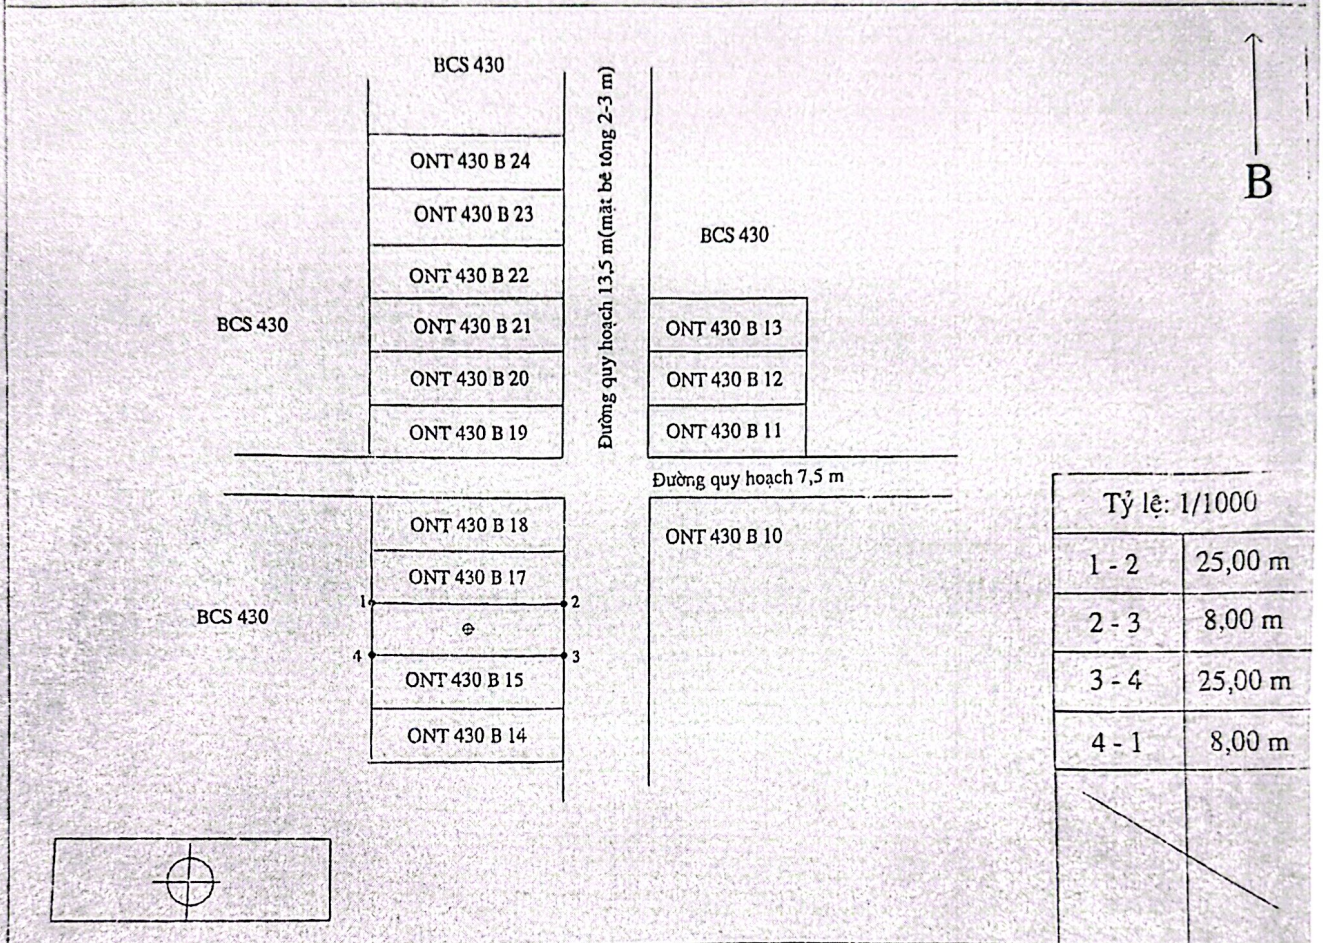 BCS 430
ONT 430 B 24
ONT 430 B 23
ONT 430 B 22
ONT 430 B 21
ONT 430 B 20
ONT 430 B 19
BCS 430
Đường quy hoạch 13,5 m(mặt bê tông 2-3 m)
BCS 430
ONT 430 B 13
ONT 430 B 12
ONT 430 B 11
B
Đường quy hoạch 7,5 m
ONT 430 B 18
ONT 430 B 17
1
2
4
3
ONT 430 B 15
ONT 430 B 14
BCS 430
ONT 430 B 10
Tỷ lệ: 1/1000
1 - 2 25,00 m
2 - 3 8,00 m
3 - 4 25,00 m
4 - 1 8,00 m